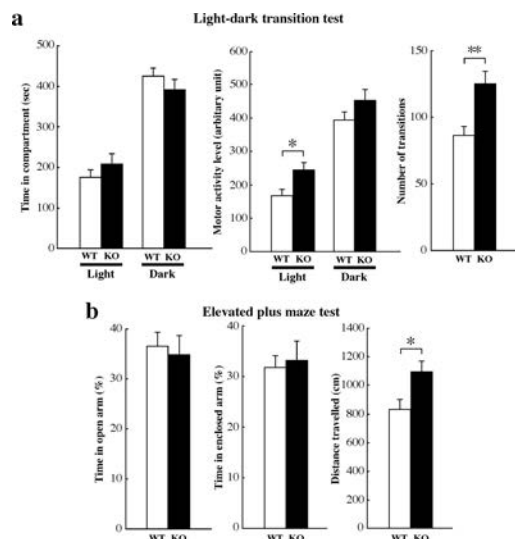 a
Light-dark transition test
Time in compartment (sec)
500
400
300
200
100
0
WT KO
WT KO
Light
Dark
Motor activity level (arbitary unit)
600
500
400
300
200
100
0
WT KO
WT KO
Light
Dark
*
Number of transitions
150
100
50
0
WT KO
**
b
Elevated plus maze test
Time in open arm (%)
40
30
20
10
0
WT KO
Time in enclosed arm (%)
40
30
20
10
0
WT KO
Distance travelled (cm)
1400
1200
1000
800
600
400
200
0
WT KO
*